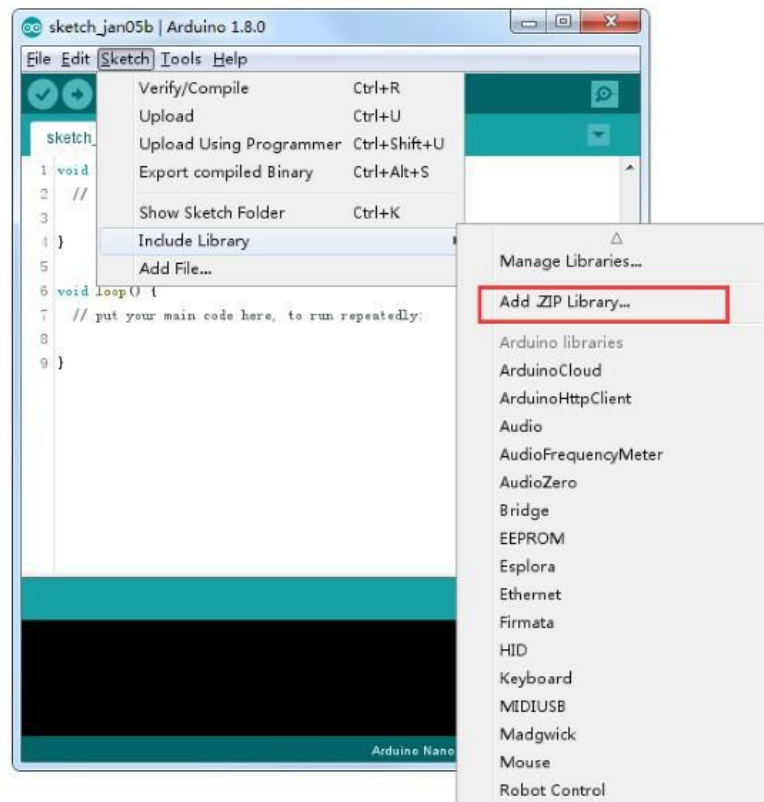 sketch_jan05b | Arduino 1.8.0
File Edit Sketch Tools Help
Verify/Compile Ctrl+R
Upload Ctrl+U
sketch_
Upload Using Programmer Ctrl+Shift+U
1 void
Export compiled Binary Ctrl+Alt+S
2 //
3
Show Sketch Folder Ctrl+K
4 }
Include Library
5
Add File...
6 void loop() {
7 // put your main code here, to run repeatedly:
8
9 }
Manage Libraries...
Add .ZIP Library...
Arduino libraries
ArduinoCloud
ArduinoHttpClient
Audio
AudioFrequencyMeter
AudioZero
Bridge
EEPROM
Esplora
Ethernet
Firmata
HID
Keyboard
MIDIUSB
Madgwick
Mouse
Robot Control
Arduino Nano